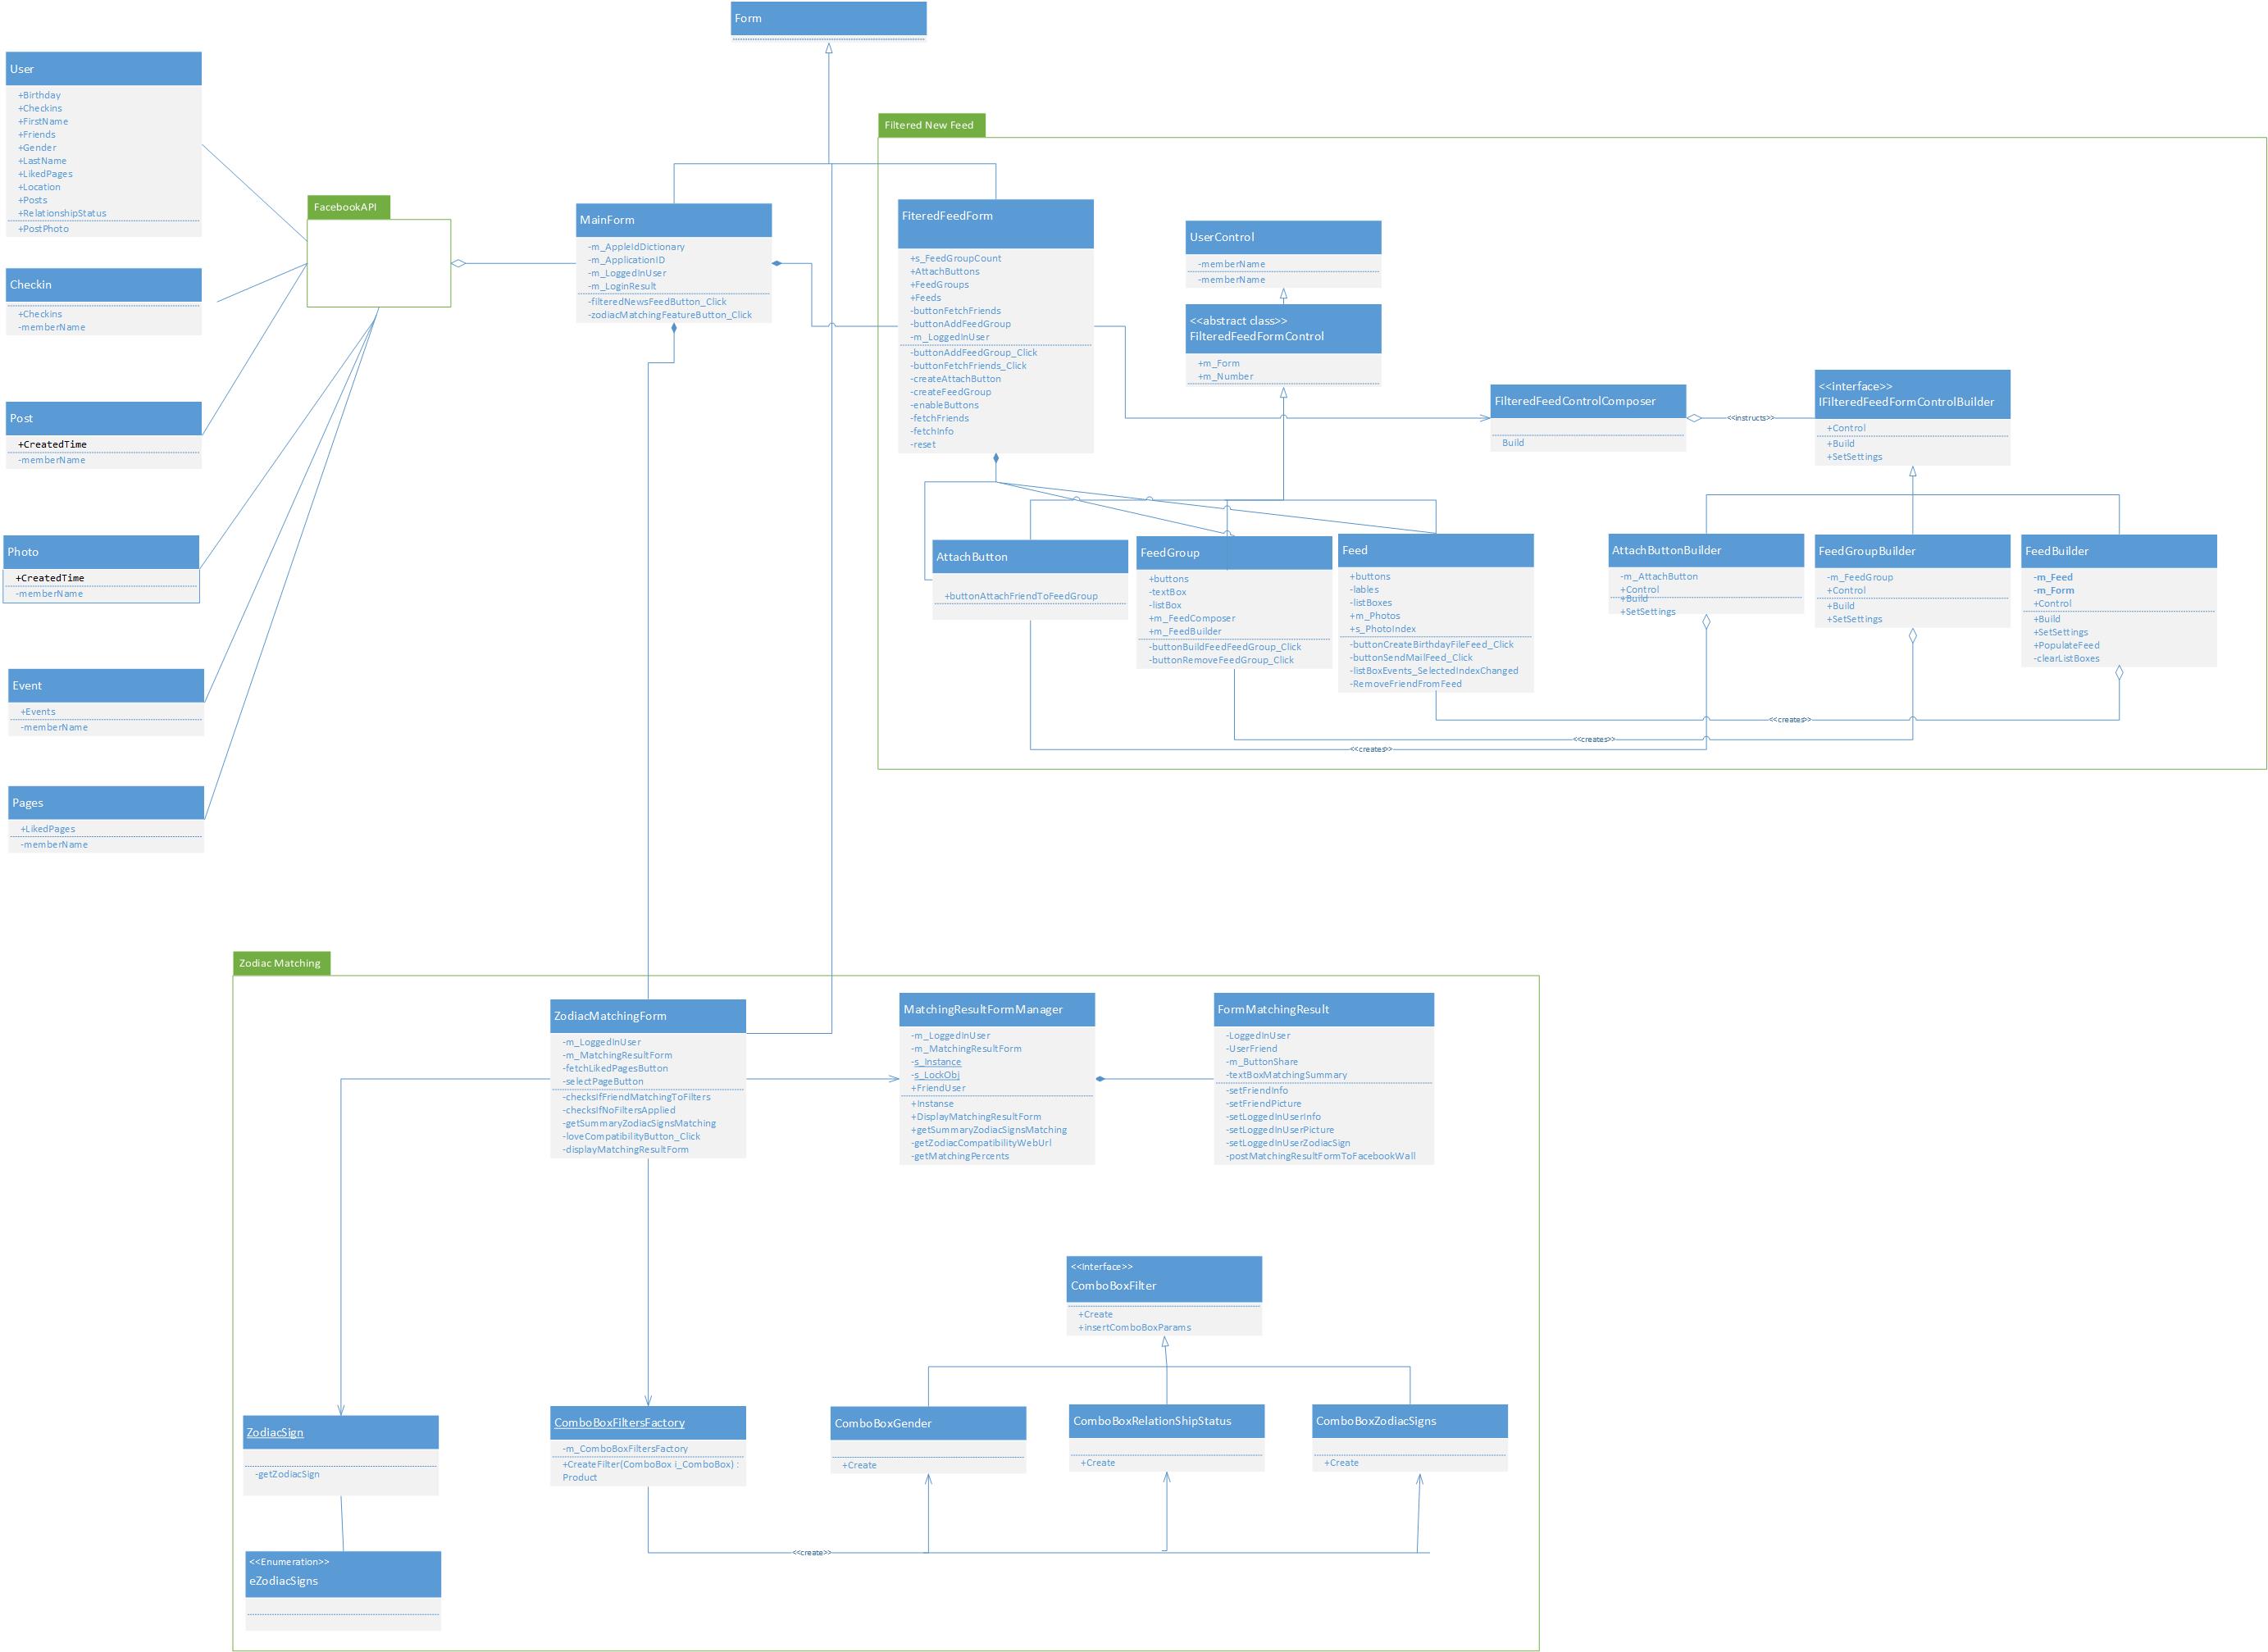 Form
User
+Birthday
+Checkins
+FirstName
+Friends
+Gender
+LastName
+LikedPages
+Location
+Posts
+RelationshipStatus
+PostPhoto
Checkin
+Checkins
-memberName
Post
+CreatedTime
-memberName
Photo
+CreatedTime
-memberName
Event
+Events
-memberName
Pages
+LikedPages
-memberName
FacebookAPI
MainForm
-m_AppleIdDictionary
-m_ApplicationID
-m_LoggedInUser
-m_LoginResult
-filteredNewsFeedButton_Click
-zodiacMatchingFeatureButton_Click
Filtered New Feed
FiteredFeedForm
+s_FeedGroupCount
+AttachButtons
+FeedGroups
+Feeds
-buttonFetchFriends
-buttonAddFeedGroup
-m_LoggedInUser
-buttonAddFeedGroup_Click
-buttonFetchFriends_Click
-createAttachButton
-createFeedGroup
-enableButtons
-fetchFriends
-fetchInfo
-reset
UserControl
-memberName
-memberName
<<abstract class>>
FilteredFeedFormControl
+m_Form
+m_Number
FilteredFeedControlComposer
Build
<<instructs>>
<<interface>>
IFilteredFeedFormControlBuilder
+Control
+Build
+SetSettings
AttachButton
+buttonAttachFriendToFeedGroup
FeedGroup
+buttons
-textBox
-listBox
+m_FeedComposer
+m_FeedBuilder
-buttonBuildFeedFeedGroup_Click
-buttonRemoveFeedGroup_Click
Feed
+buttons
-lables
-listBoxes
+m_Photos
+s_PhotoIndex
-buttonCreateBirthdayFileFeed_Click
-buttonSendMailFeed_Click
-listBoxEvents_SelectedIndexChanged
-RemoveFriendFromFeed
AttachButtonBuilder
-m_AttachButton
+Control
+Build
+SetSettings
FeedGroupBuilder
-m_FeedGroup
+Control
+Build
+SetSettings
FeedBuilder
-m_Feed
-m_Form
+Control
+Build
+SetSettings
+PopulateFeed
-clearListBoxes
<<creates>>
<<creates>>
<<creates>>
Zodiac Matching
ZodiacMatchingForm
-m_LoggedInUser
-m_MatchingResultForm
-fetchLikedPagesButton
-selectPageButton
-checksIfFriendMatchingToFilters
-checksIfNoFiltersApplied
-getSummaryZodiacSignsMatching
-loveCompatibilityButton_Click
-displayMatchingResultForm
MatchingResultFormManager
-m_LoggedInUser
-m_MatchingResultForm
-s_Instance
-s_LockObj
+FriendUser
+Instanse
+DisplayMatchingResultForm
+getSummaryZodiacSignsMatching
-getZodiacCompatibilityWebUrl
-getMatchingPercents
FormMatchingResult
-LoggedInUser
-UserFriend
-m_ButtonShare
-textBoxMatchingSummary
-setFriendInfo
-setFriendPicture
-setLoggedInUserInfo
-setLoggedInUserPicture
-setLoggedInUserZodiacSign
-postMatchingResultFormToFacebookWall
<<Interface>>
ComboBoxFilter
+Create
+insertComboBoxParams
ZodiacSign
-getZodiacSign
ComboBoxFiltersFactory
-m_ComboBoxFiltersFactory
+CreateFilter(ComboBox i_ComboBox) :
Product
ComboBoxGender
+Create
ComboBoxRelationShipStatus
+Create
ComboBoxZodiacSigns
+Create
<<create>>
<<Enumeration>>
eZodiacSigns